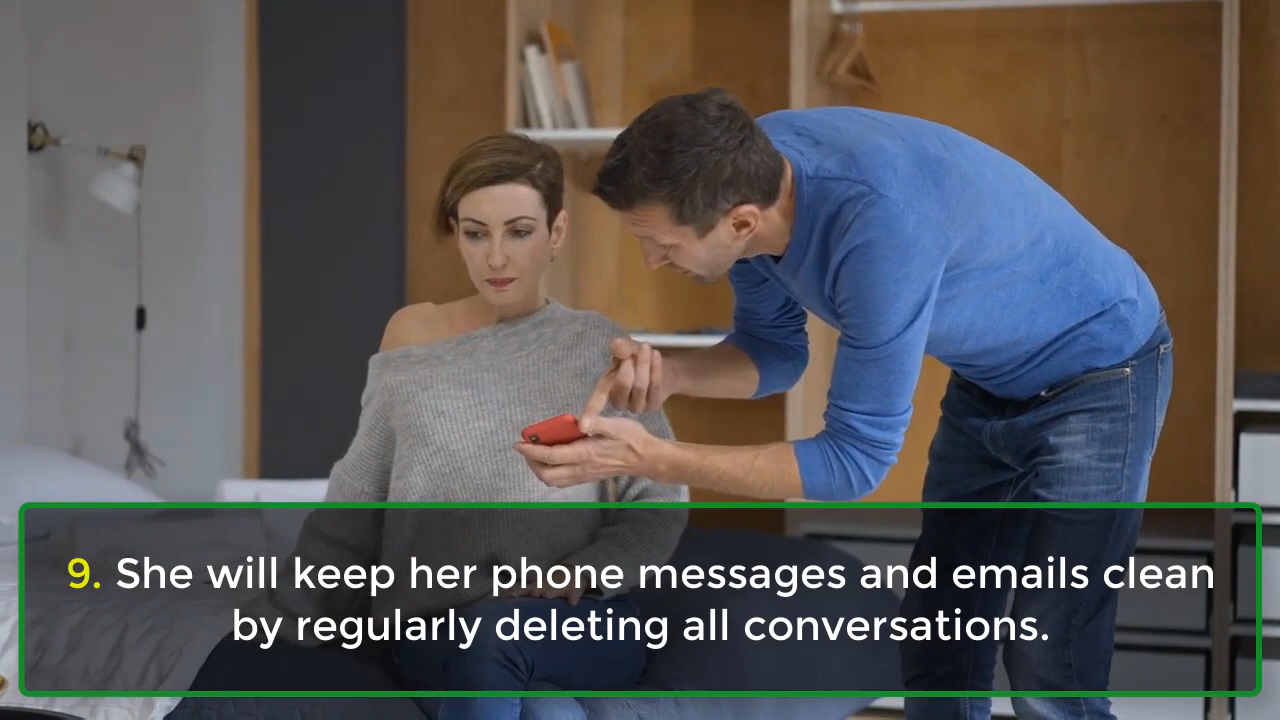 9. She will keep her phone messages and emails clean
by regularly deleting all conversations.